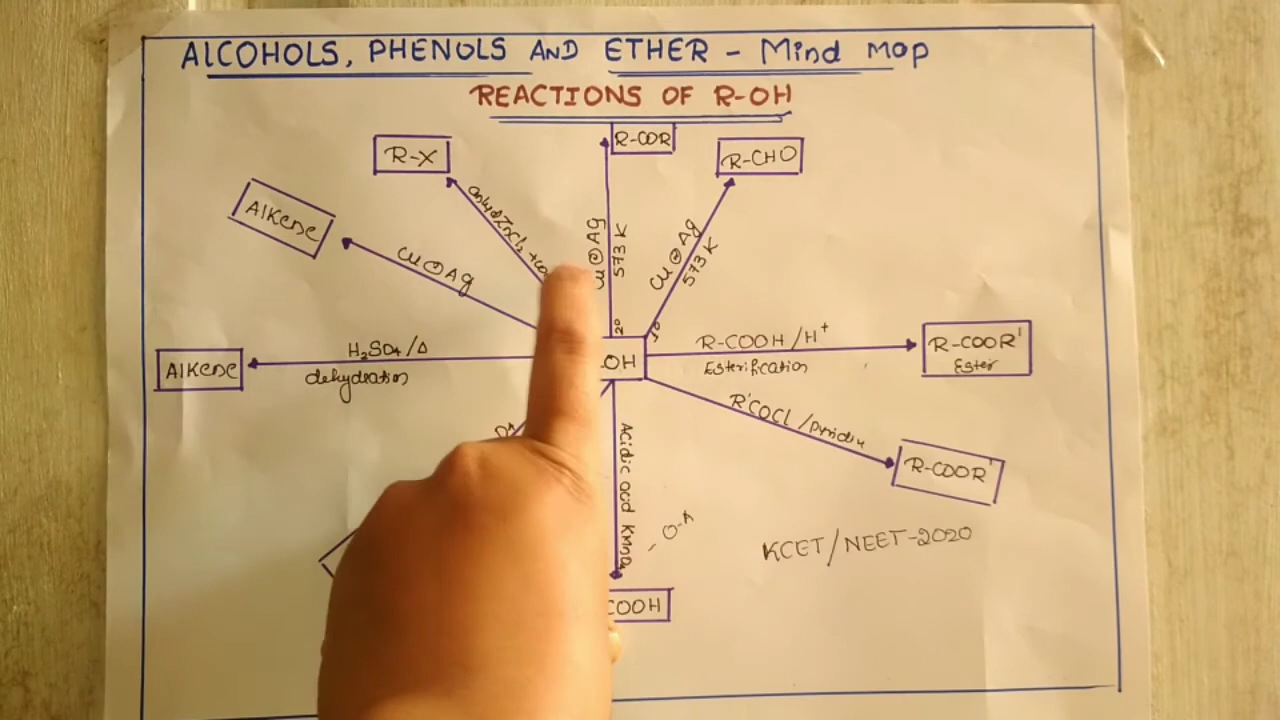 ALCOHOLS, PHENOLS AND ETHER - Mind map
REACTIONS OF R-OH
R-X
R-COR
R-CHO
Alkene
Cu @ Ag
Cu @ Ag
573 K
2°
Cu @ Ag
573 K
1°
Alkene
H₂SO₄/Δ
dehydration
OH
R-COOH/H⁺
Esterification
R-COOR'
Ester
R'COCl /pyridin
R-COOR'
Acidic acid KMnO₄
COOH
KCET/NEET-2020